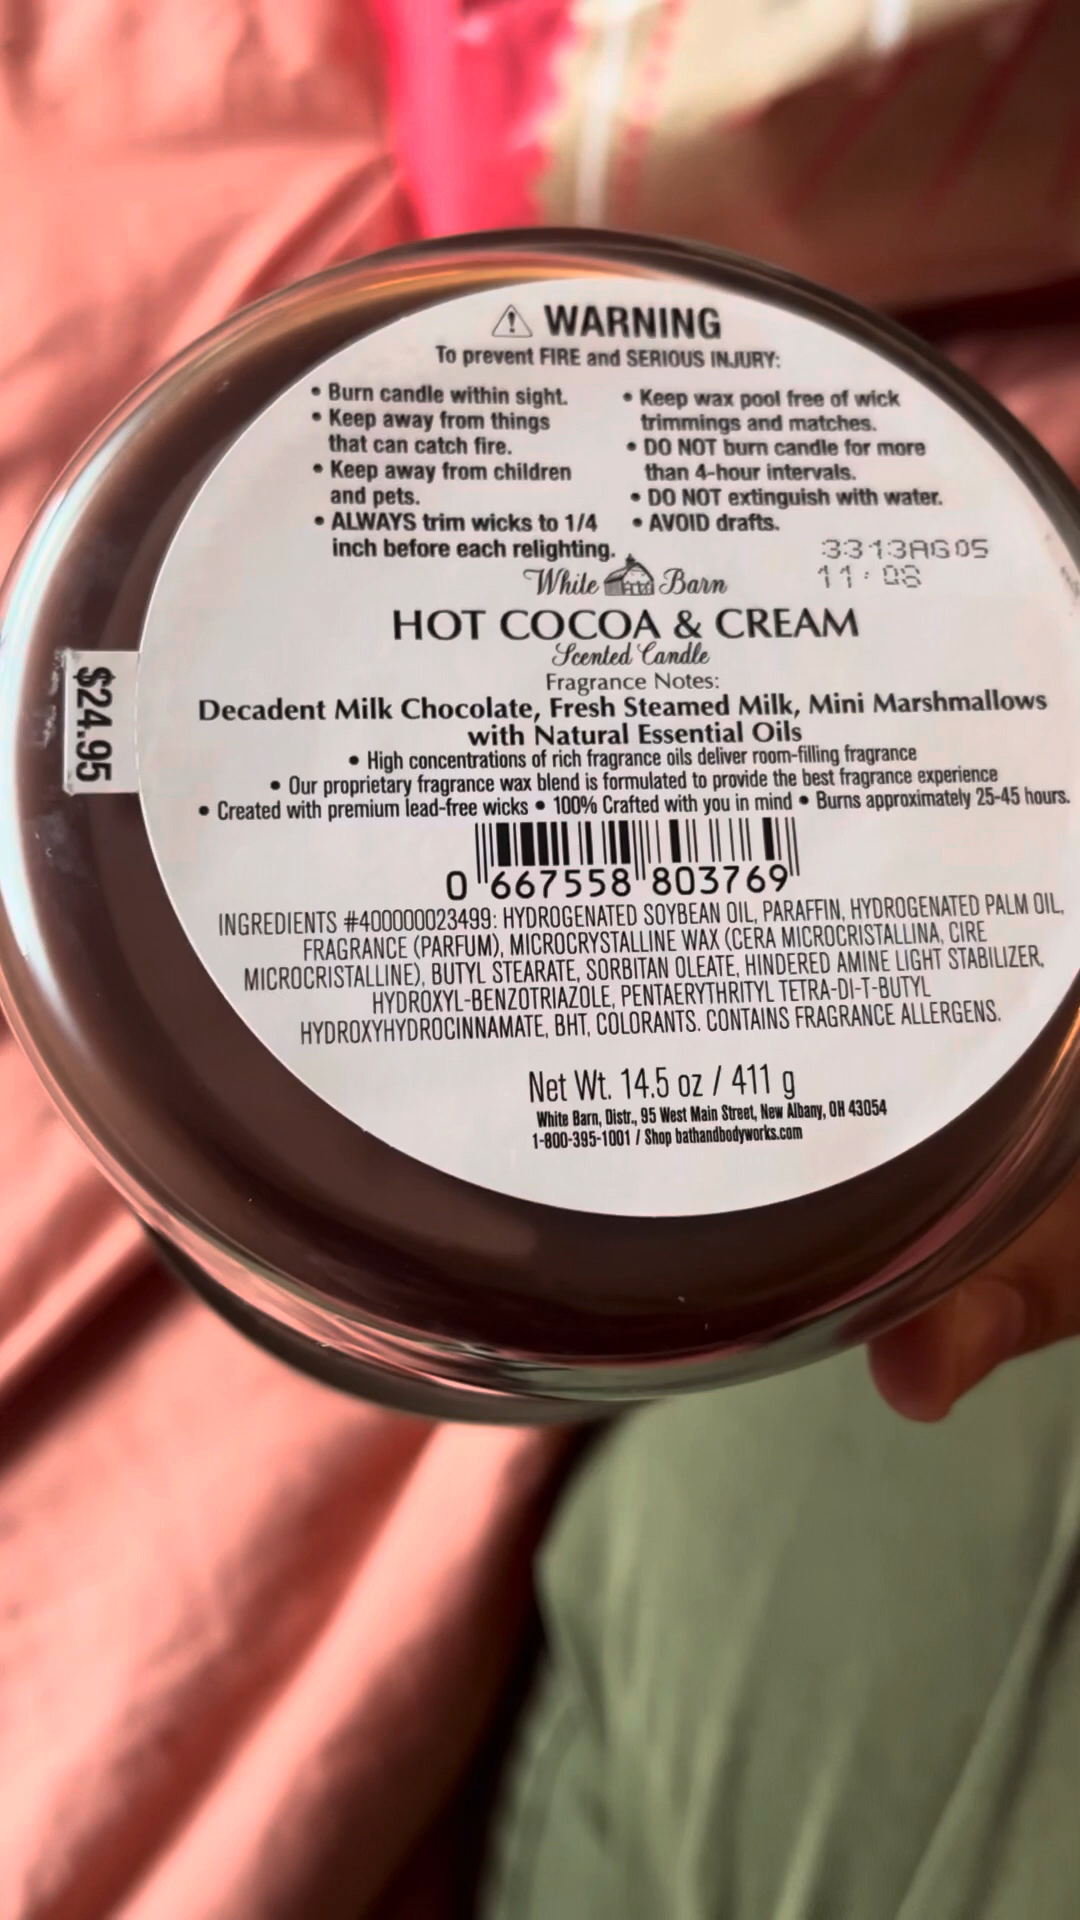 ⚠ WARNING
To prevent FIRE and SERIOUS INJURY:
• Burn candle within sight.
• Keep away from things
that can catch fire.
• Keep away from children
and pets.
• ALWAYS trim wicks to 1/4
inch before each relighting.
• Keep wax pool free of wick
trimmings and matches.
• DO NOT burn candle for more
than 4-hour intervals.
• DO NOT extinguish with water.
• AVOID drafts.
3313AG05
11:08
White Barn
HOT COCOA & CREAM
Scented Candle
Fragrance Notes:
Decadent Milk Chocolate, Fresh Steamed Milk, Mini Marshmallows
with Natural Essential Oils
• High concentrations of rich fragrance oils deliver room-filling fragrance
• Our proprietary fragrance wax blend is formulated to provide the best fragrance experience
• Created with premium lead-free wicks • 100% Crafted with you in mind • Burns approximately 25-45 hours.
0 667558 803769
INGREDIENTS #400000023499: HYDROGENATED SOYBEAN OIL, PARAFFIN, HYDROGENATED PALM OIL,
FRAGRANCE (PARFUM), MICROCRYSTALLINE WAX (CERA MICROCRISTALLINA, CIRE
MICROCRISTALLINE), BUTYL STEARATE, SORBITAN OLEATE, HINDERED AMINE LIGHT STABILIZER,
HYDROXYL-BENZOTRIAZOLE, PENTAERYTHRITYL TETRA-DI-T-BUTYL
HYDROXYHYDROCINNAMATE, BHT, COLORANTS. CONTAINS FRAGRANCE ALLERGENS.
Net Wt. 14.5 oz / 411 g
White Barn, Distr., 95 West Main Street, New Albany, OH 43054
1-800-395-1001 / Shop bathandbodyworks.com
$24.95